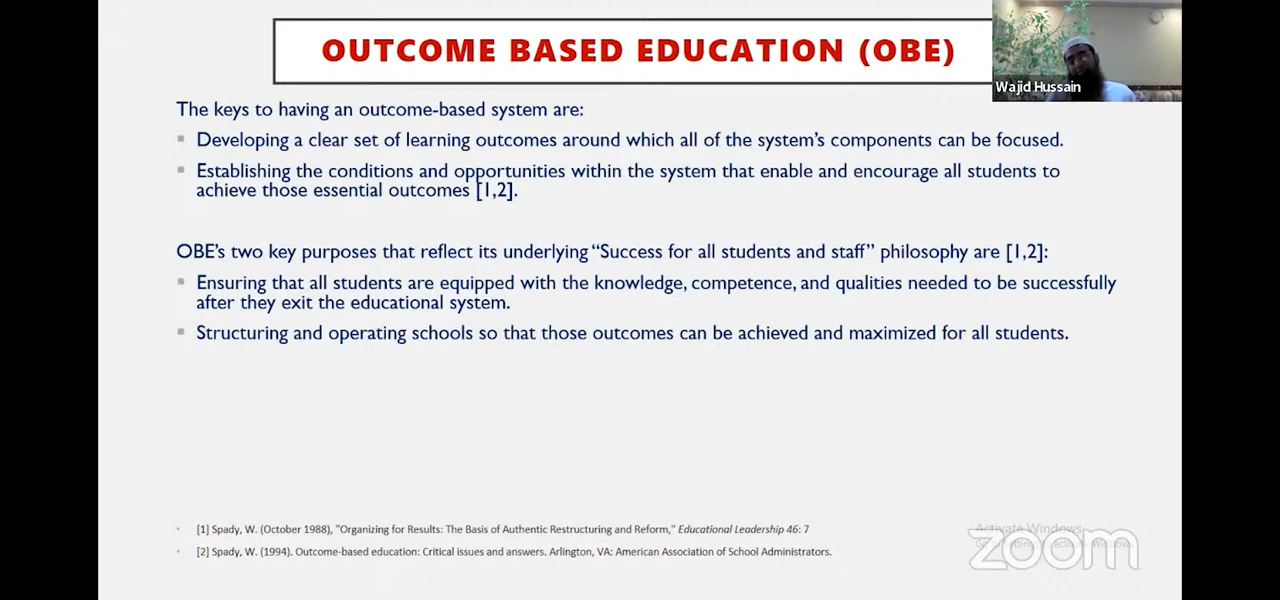 OUTCOME BASED EDUCATION (OBE)
Wajid Hussain
The keys to having an outcome-based system are:
Developing a clear set of learning outcomes around which all of the system's components can be focused.
Establishing the conditions and opportunities within the system that enable and encourage all students to
achieve those essential outcomes [1,2].
OBE's two key purposes that reflect its underlying “Success for all students and staff” philosophy are [1,2]:
Ensuring that all students are equipped with the knowledge, competence, and qualities needed to be successfully
after they exit the educational system.
Structuring and operating schools so that those outcomes can be achieved and maximized for all students.
[1] Spady, W. (October 1988), "Organizing for Results: The Basis of Authentic Restructuring and Reform," Educational Leadership 46: 7
[2] Spady, W. (1994). Outcome-based education: Critical issues and answers. Arlington, VA: American Association of School Administrators.
Activate Windows
zoom